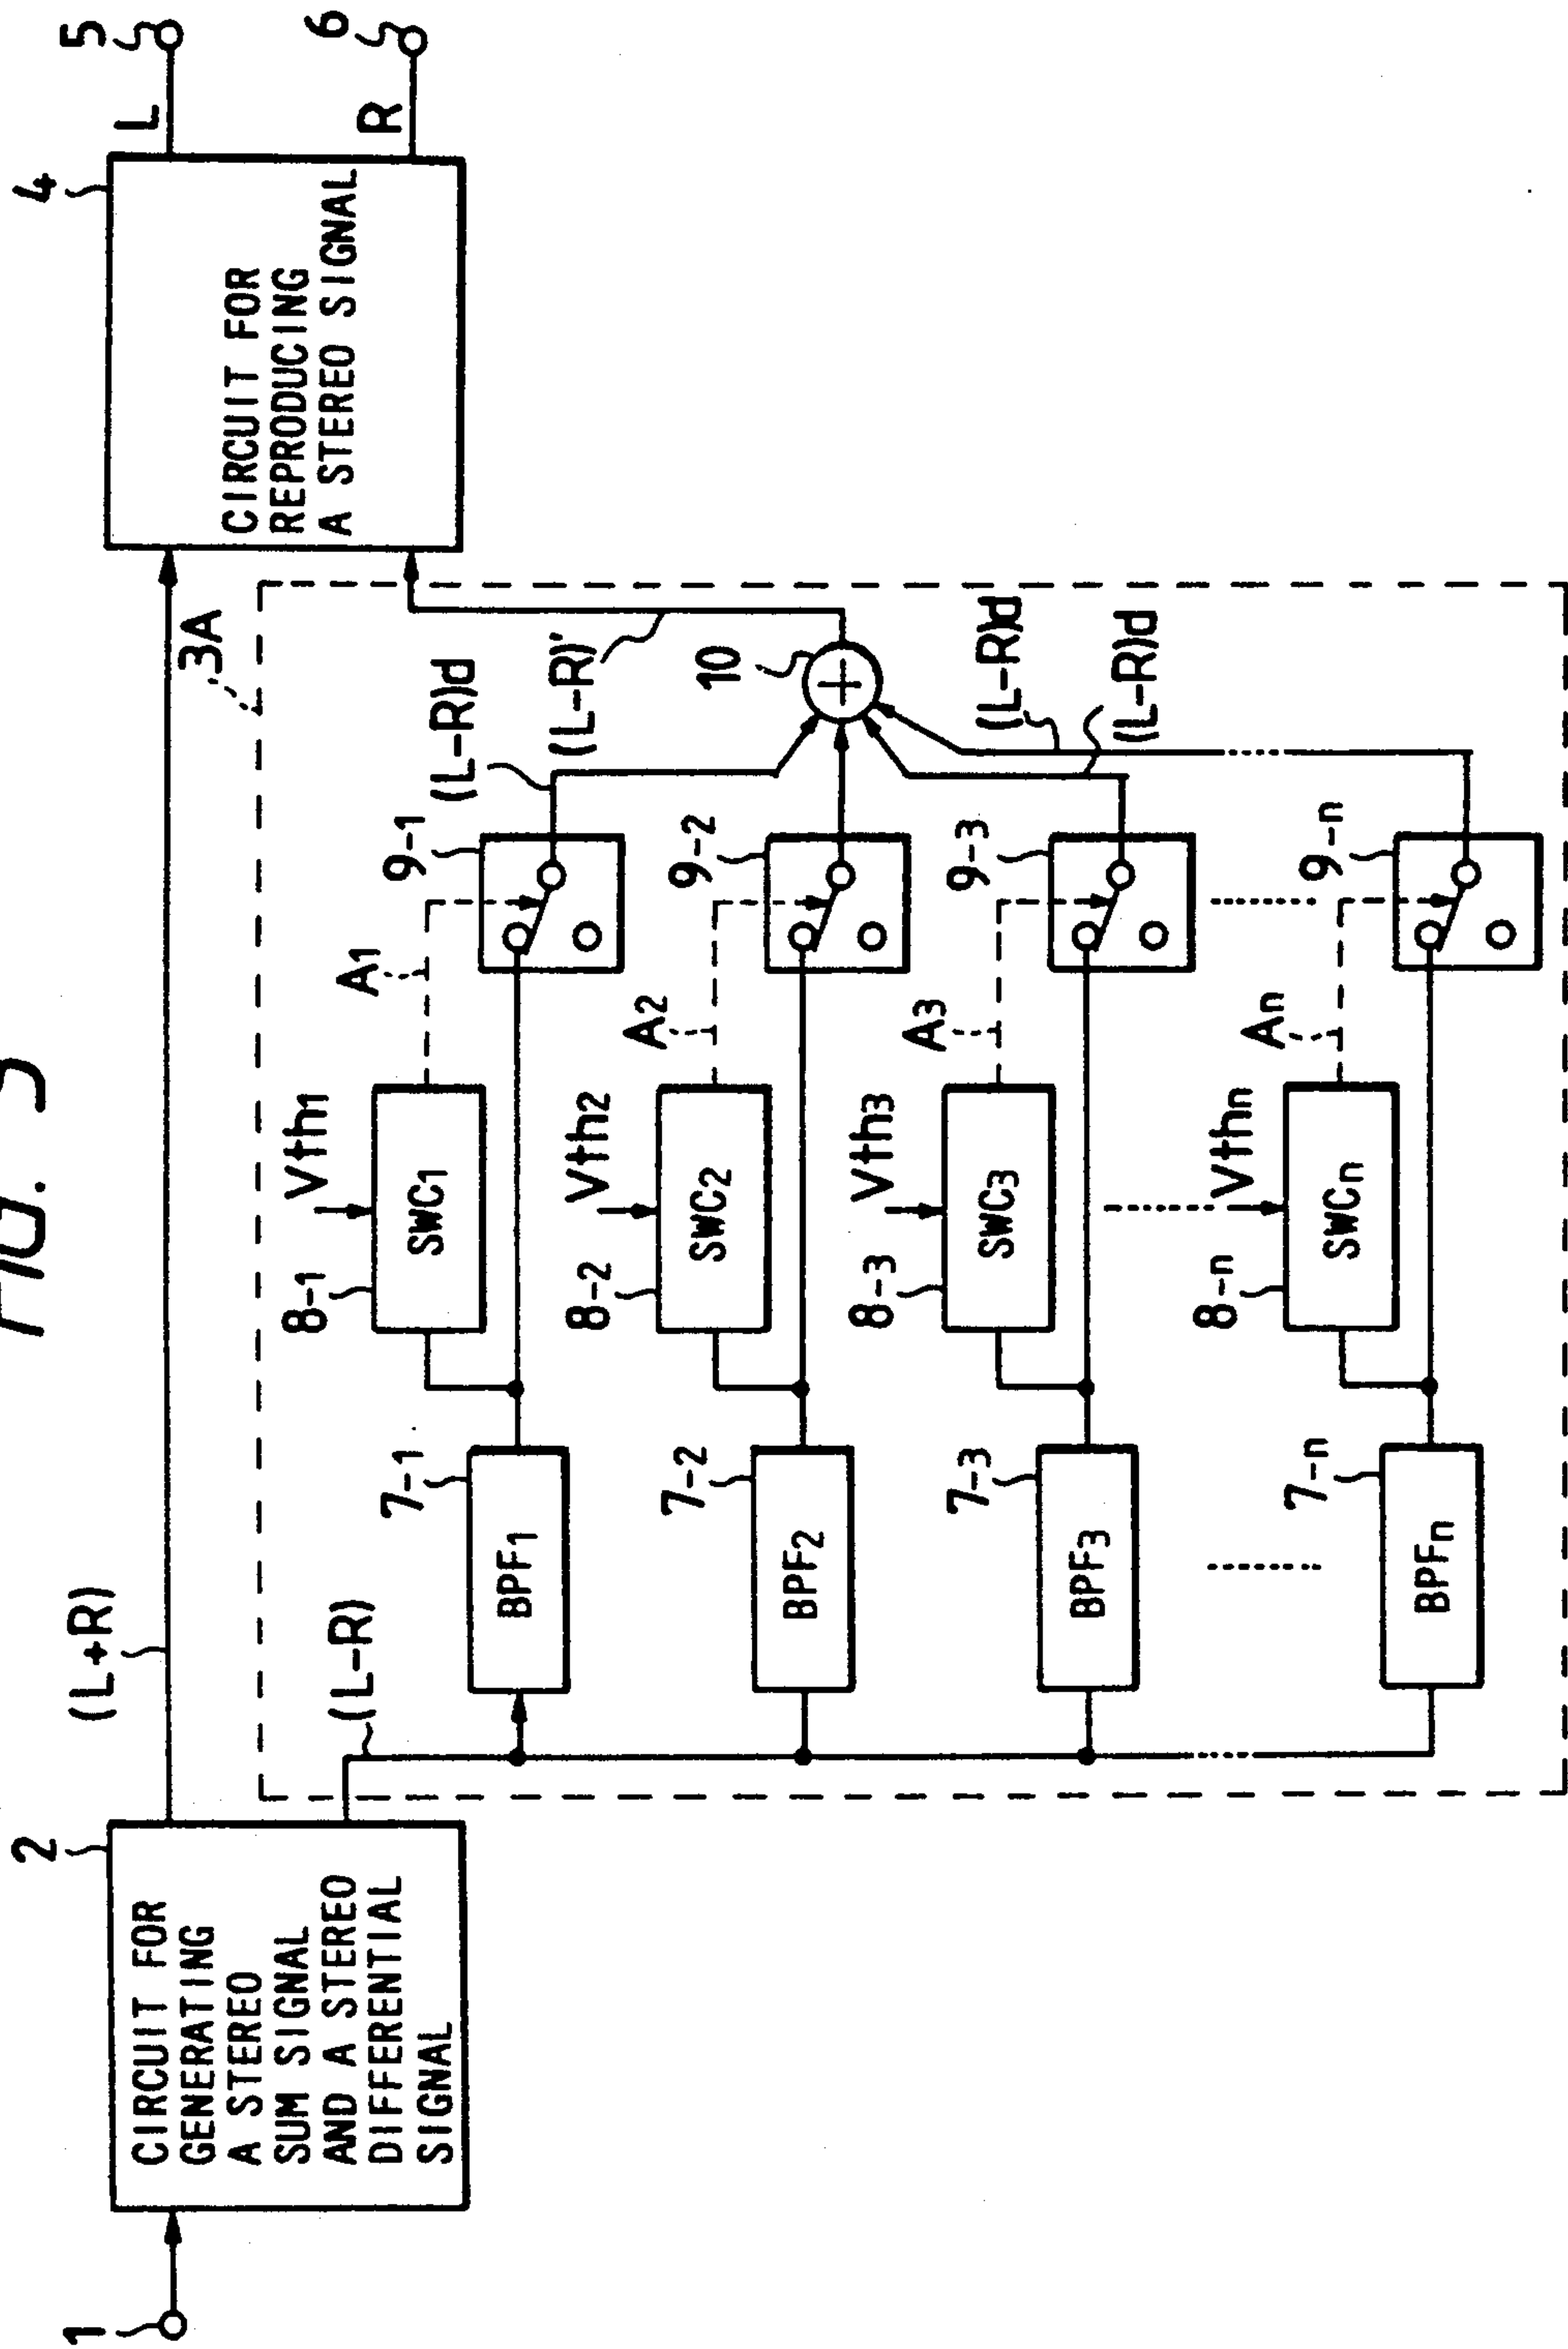 1
2
CIRCUIT FOR
GENERATING
A STEREO
SUM SIGNAL
AND A STEREO
DIFFERENTIAL
SIGNAL
(L+R)
(L-R)
3A
4
CIRCUIT FOR
REPRODUCING
A STEREO SIGNAL
L
5
R
6
7-1
BPF1
8-1
SWC1
Vth1
A1
9-1
(L-R)d
(L-R)'
7-2
BPF2
8-2
SWC2
Vth2
A2
9-2
10
7-3
BPF3
8-3
SWC3
Vth3
A3
9-3
(L-R)d
(L-R)d
7-n
BPFn
8-n
SWCn
Vthn
An
9-n